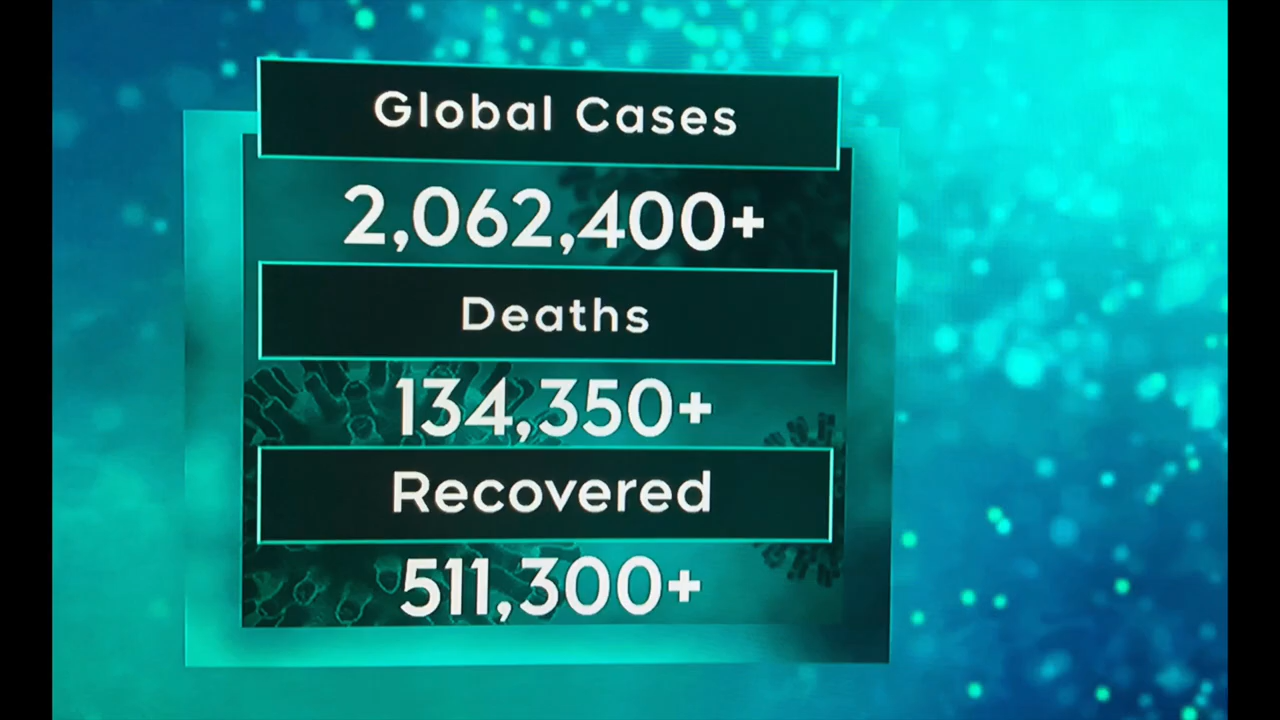 Global Cases
2,062,400+
Deaths
134,350+
Recovered
511,300+